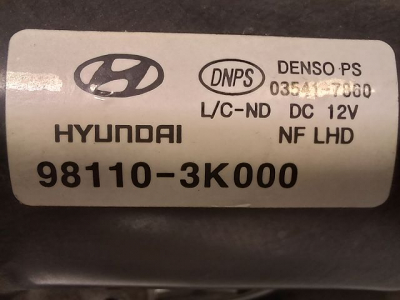 DNPS DENSO PS
03541-7860
L/C-ND DC 12V
HYUNDAI NF LHD
98110-3K000